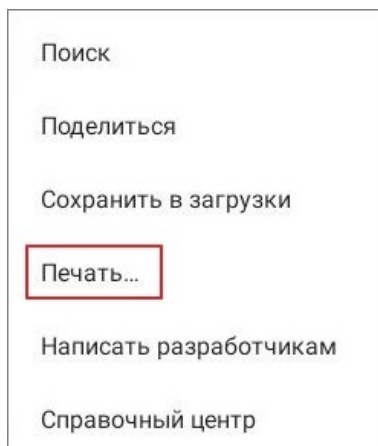 Поиск
Поделиться
Сохранить в загрузки
Печать…
Написать разработчикам
Справочный центр